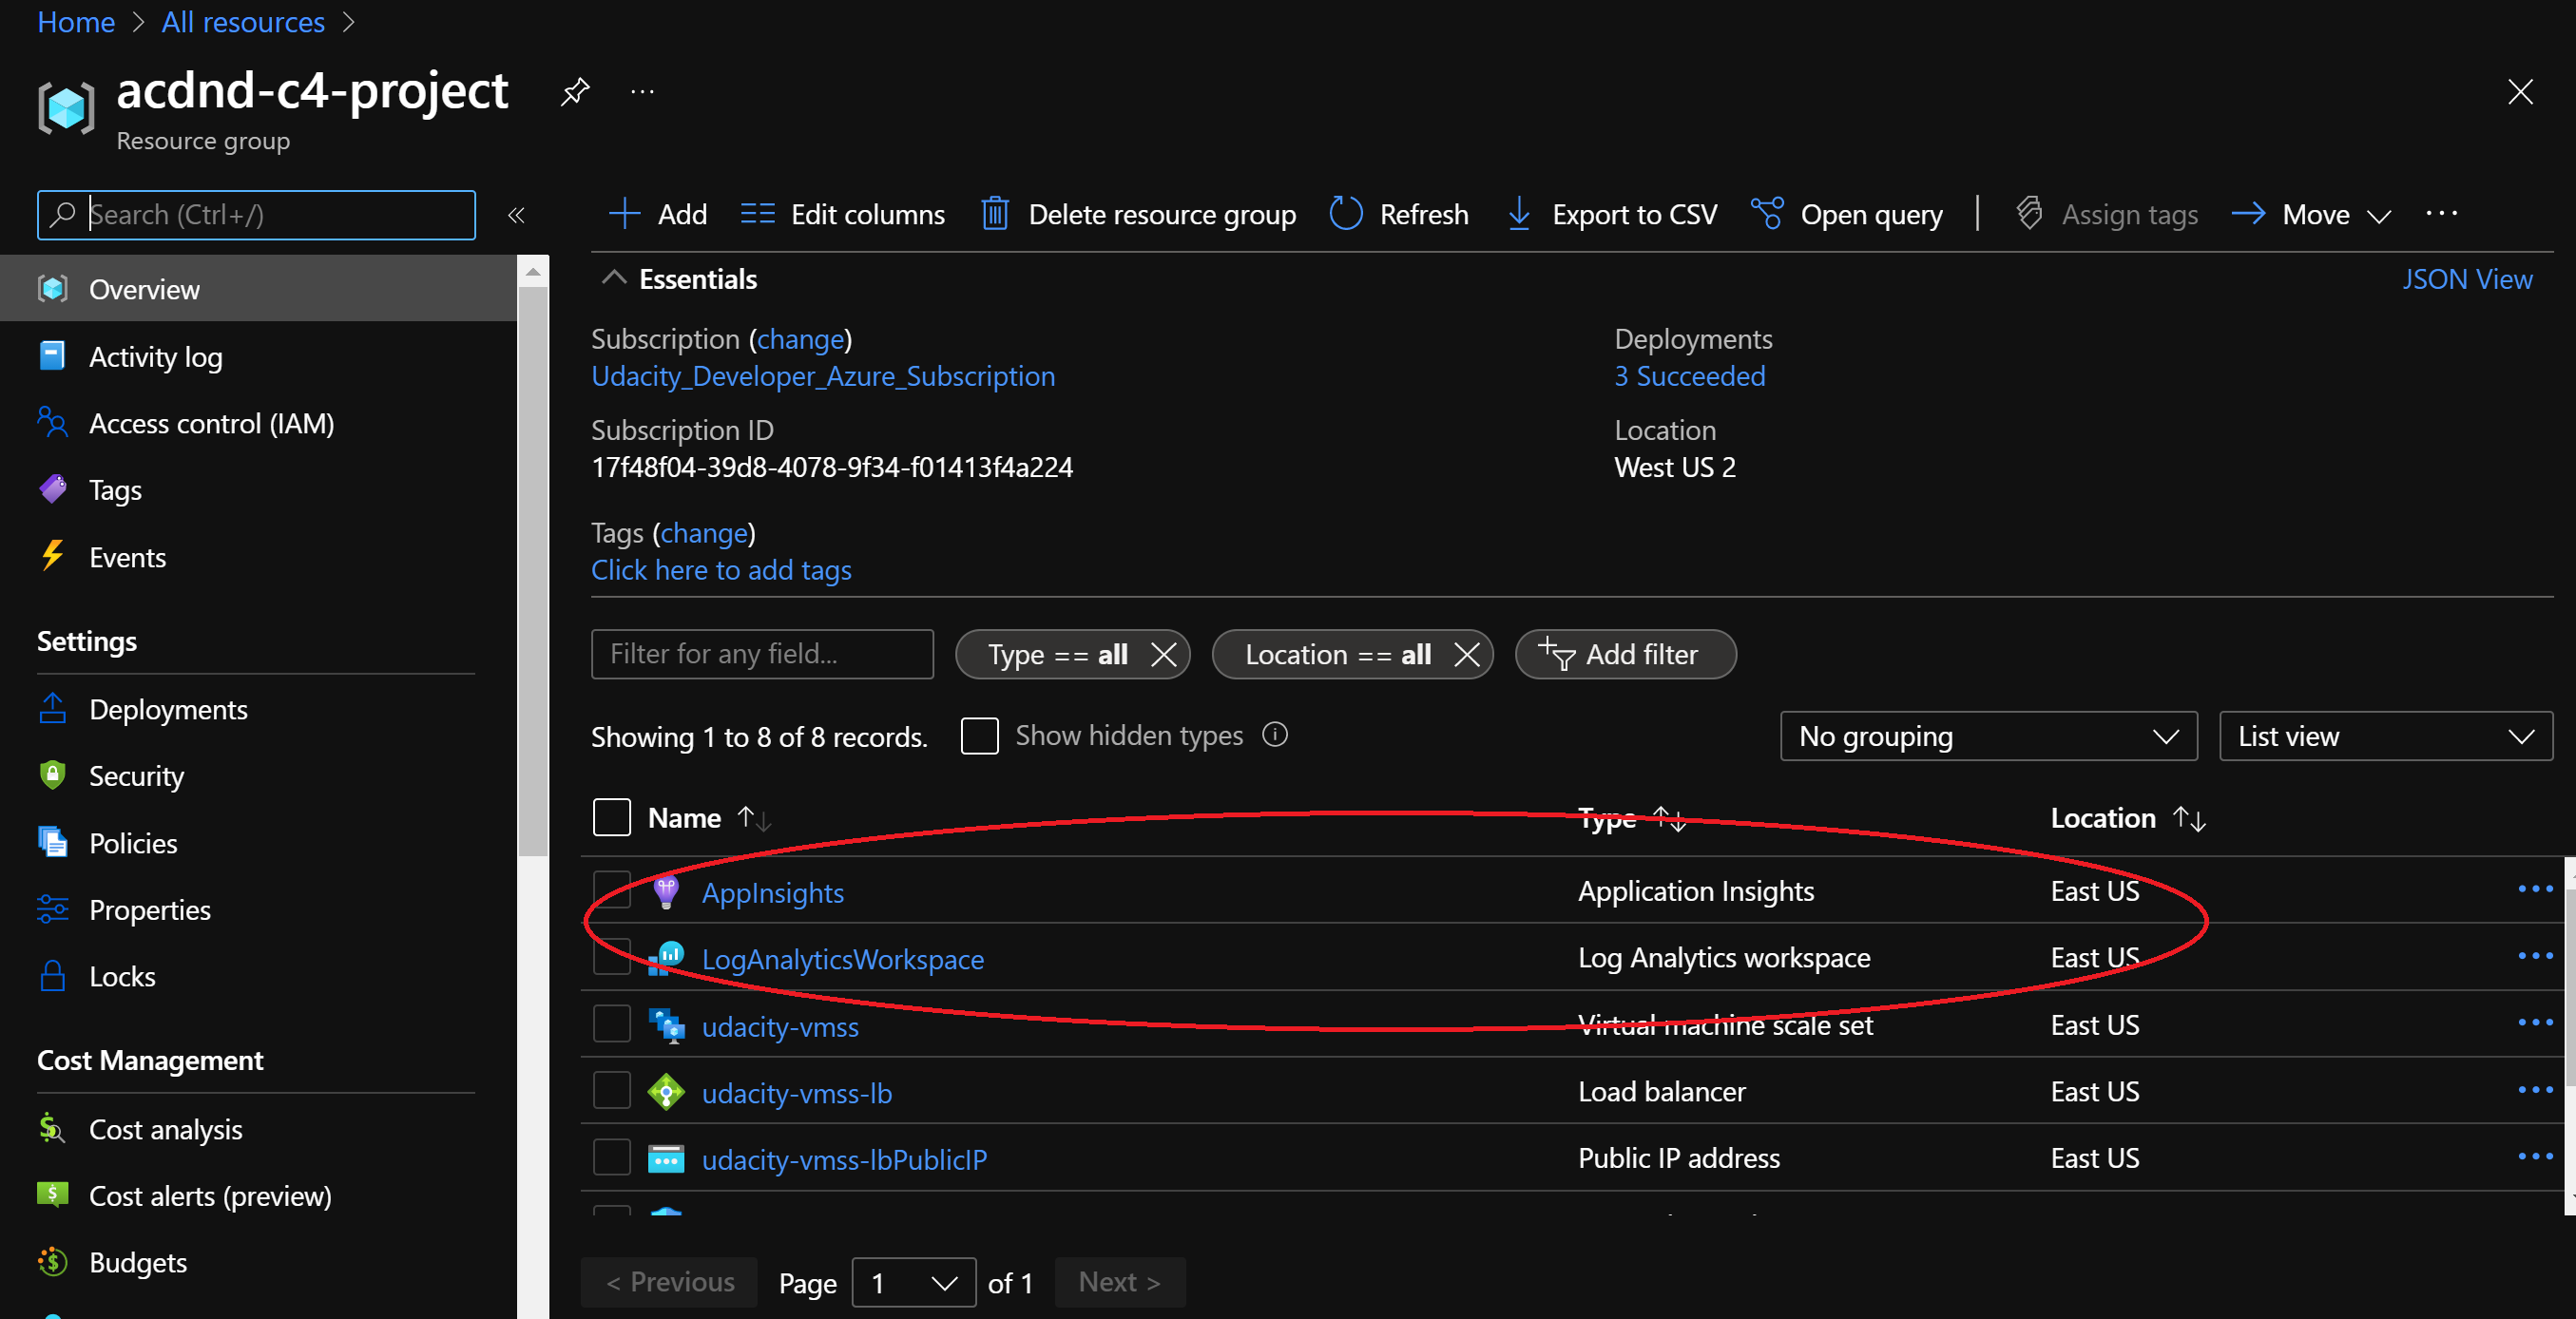 Home > All resources >
acdnd-c4-project ...
Resource group
Search (Ctrl+/) «
Add Edit columns Delete resource group Refresh Export to CSV Open query | Assign tags Move ...
Overview
Activity log
Access control (IAM)
Tags
Events
Settings
Deployments
Security
Policies
Properties
Locks
Cost Management
Cost analysis
Cost alerts (preview)
Budgets
Essentials JSON View
Subscription (change)
Udacity_Developer_Azure_Subscription
Deployments
3 Succeeded
Subscription ID
17f48f04-39d8-4078-9f34-f01413f4a224
Location
West US 2
Tags (change)
Click here to add tags
Filter for any field... Type == all Location == all Add filter
Showing 1 to 8 of 8 records. Show hidden types No grouping List view
Name Type Location
AppInsights Application Insights East US ...
LogAnalyticsWorkspace Log Analytics workspace East US ...
udacity-vmss Virtual machine scale set East US ...
udacity-vmss-lb Load balancer East US ...
udacity-vmss-lbPublicIP Public IP address East US ...
< Previous Page 1 of 1 Next >